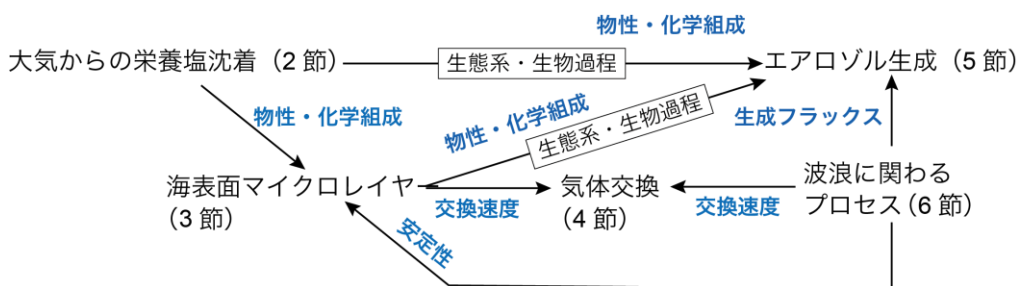 物性・化学組成
大気からの栄養塩沈着（2 節）
生態系・生物過程
エアロゾル生成（5 節）
物性・化学組成
物性・化学組成
生態系・生物過程
生成フラックス
海表面マイクロレイヤ
（3 節）
交換速度
気体交換
（4 節）
交換速度
波浪に関わる
プロセス（6 節）
安定性